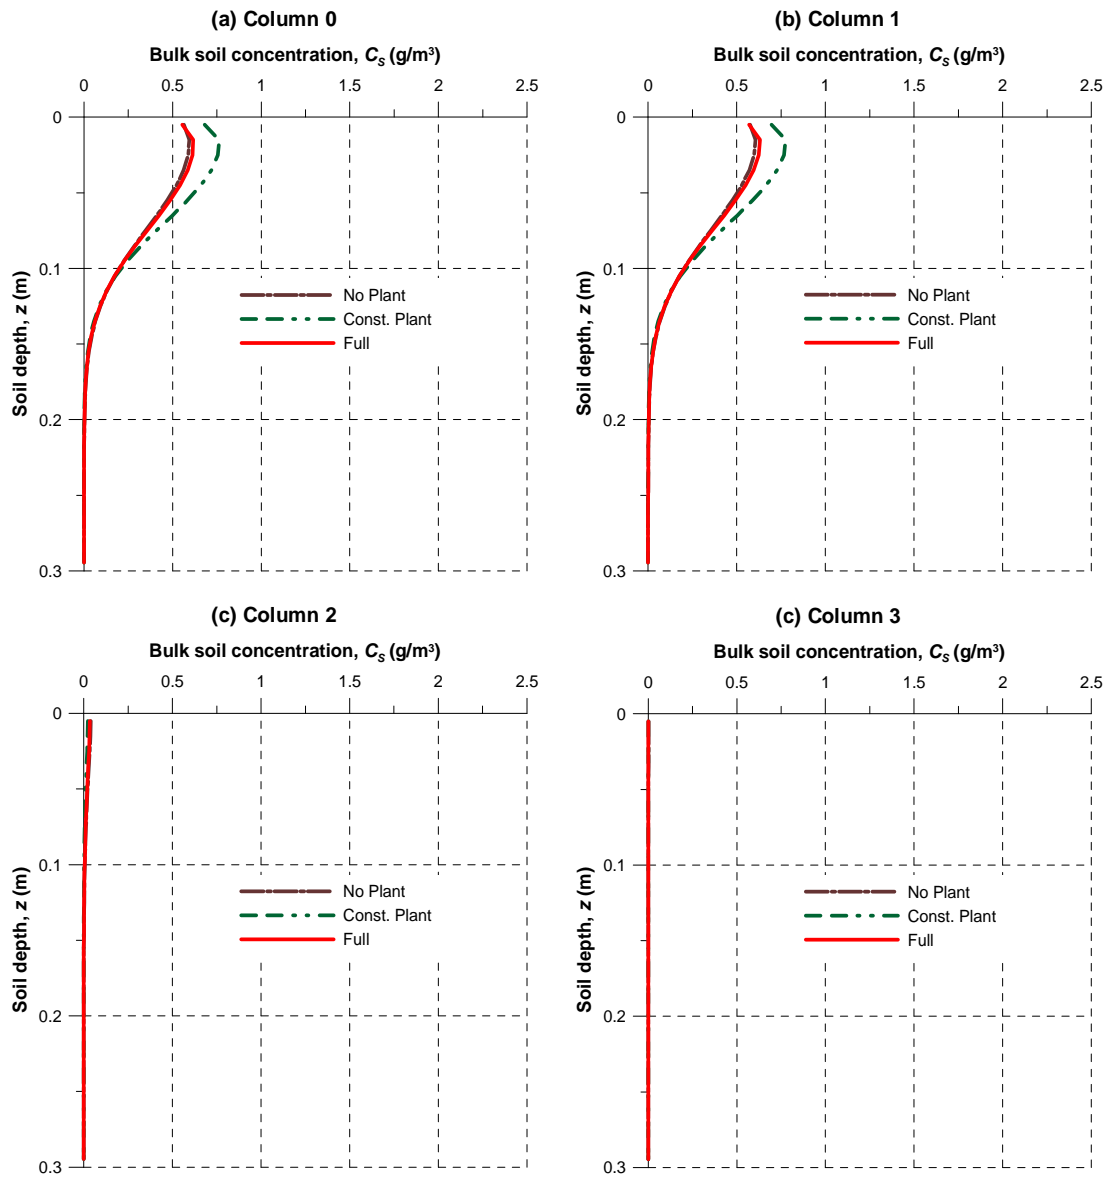 (a) Column 0
Bulk soil concentration, Cs (g/m³)
0 0.5 1 1.5 2 2.5
0
0.1
0.2
0.3
Soil depth, z (m)
No Plant
Const. Plant
Full
(b) Column 1
Bulk soil concentration, Cs (g/m³)
0 0.5 1 1.5 2 2.5
0
0.1
0.2
0.3
Soil depth, z (m)
No Plant
Const. Plant
Full
(c) Column 2
Bulk soil concentration, Cs (g/m³)
0 0.5 1 1.5 2 2.5
0
0.1
0.2
0.3
Soil depth, z (m)
No Plant
Const. Plant
Full
(c) Column 3
Bulk soil concentration, Cs (g/m³)
0 0.5 1 1.5 2 2.5
0
0.1
0.2
0.3
Soil depth, z (m)
No Plant
Const. Plant
Full